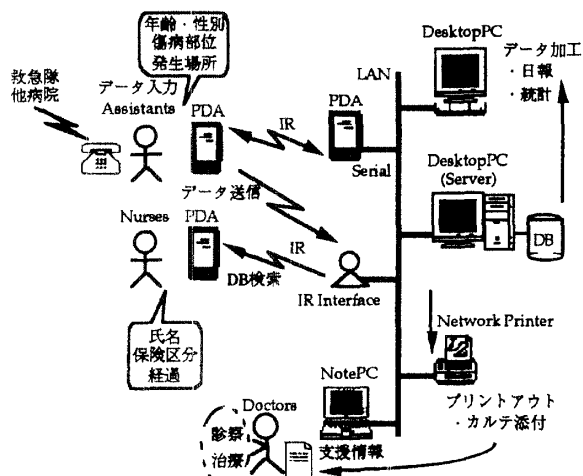 年齢・性別
傷病部位
発生場所
救急隊
他病院
データ入力
Assistants
PDA
IR
PDA
LAN
Serial
DesktopPC
データ加工
・日報
・統計
DesktopPC
(Server)
DB
データ送信
Nurses
PDA
IR
DB検索
IR Interface
氏名
保険区分
経過
Network Printer
NotePC
プリントアウト
・カルテ添付
Doctors
診察
治療
支援情報